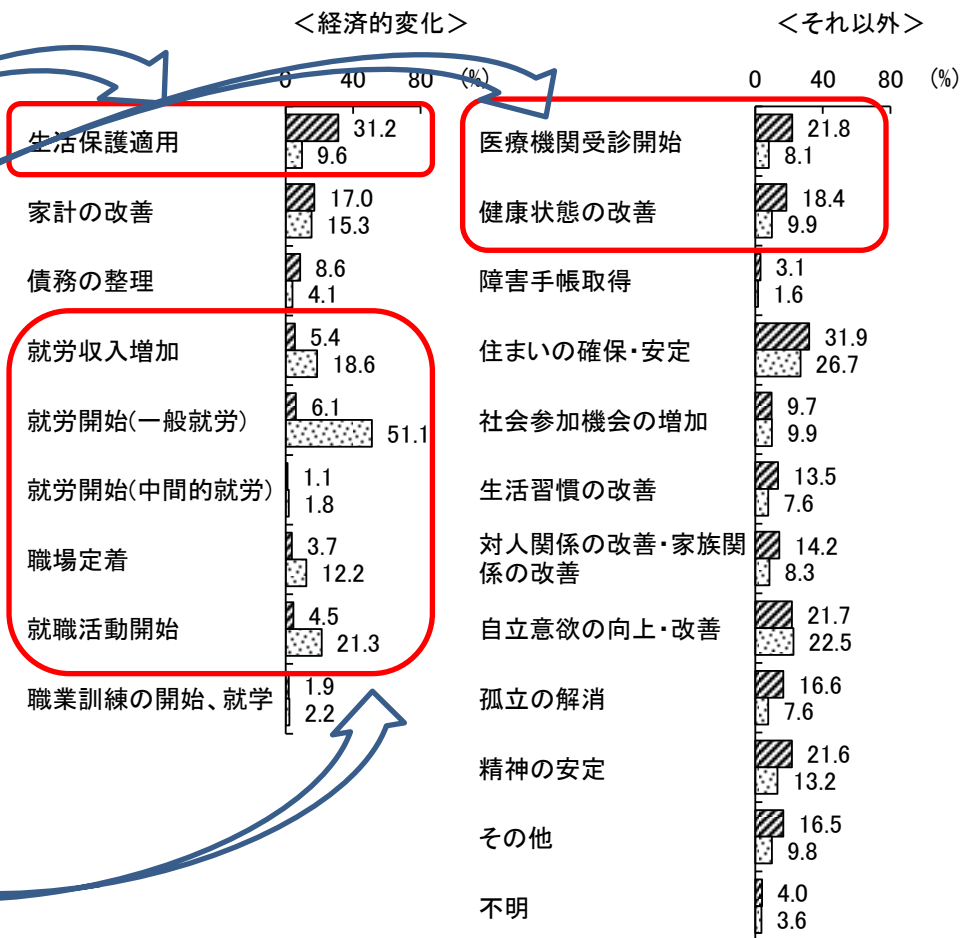 ＜経済的変化＞
0 40 80 (%)
生活保護適用
31.2
9.6
家計の改善
17.0
15.3
債務の整理
8.6
4.1
就労収入増加
5.4
18.6
就労開始(一般就労)
6.1
51.1
就労開始(中間的就労)
1.1
1.8
職場定着
3.7
12.2
就職活動開始
4.5
21.3
職業訓練の開始、就学
1.9
2.2
＜それ以外＞
0 40 80 (%)
医療機関受診開始
21.8
8.1
健康状態の改善
18.4
9.9
障害手帳取得
3.1
1.6
住まいの確保・安定
31.9
26.7
社会参加機会の増加
9.7
9.9
生活習慣の改善
13.5
7.6
対人関係の改善・家族関
係の改善
14.2
8.3
自立意欲の向上・改善
21.7
22.5
孤立の解消
16.6
7.6
精神の安定
21.6
13.2
その他
16.5
9.8
不明
4.0
3.6